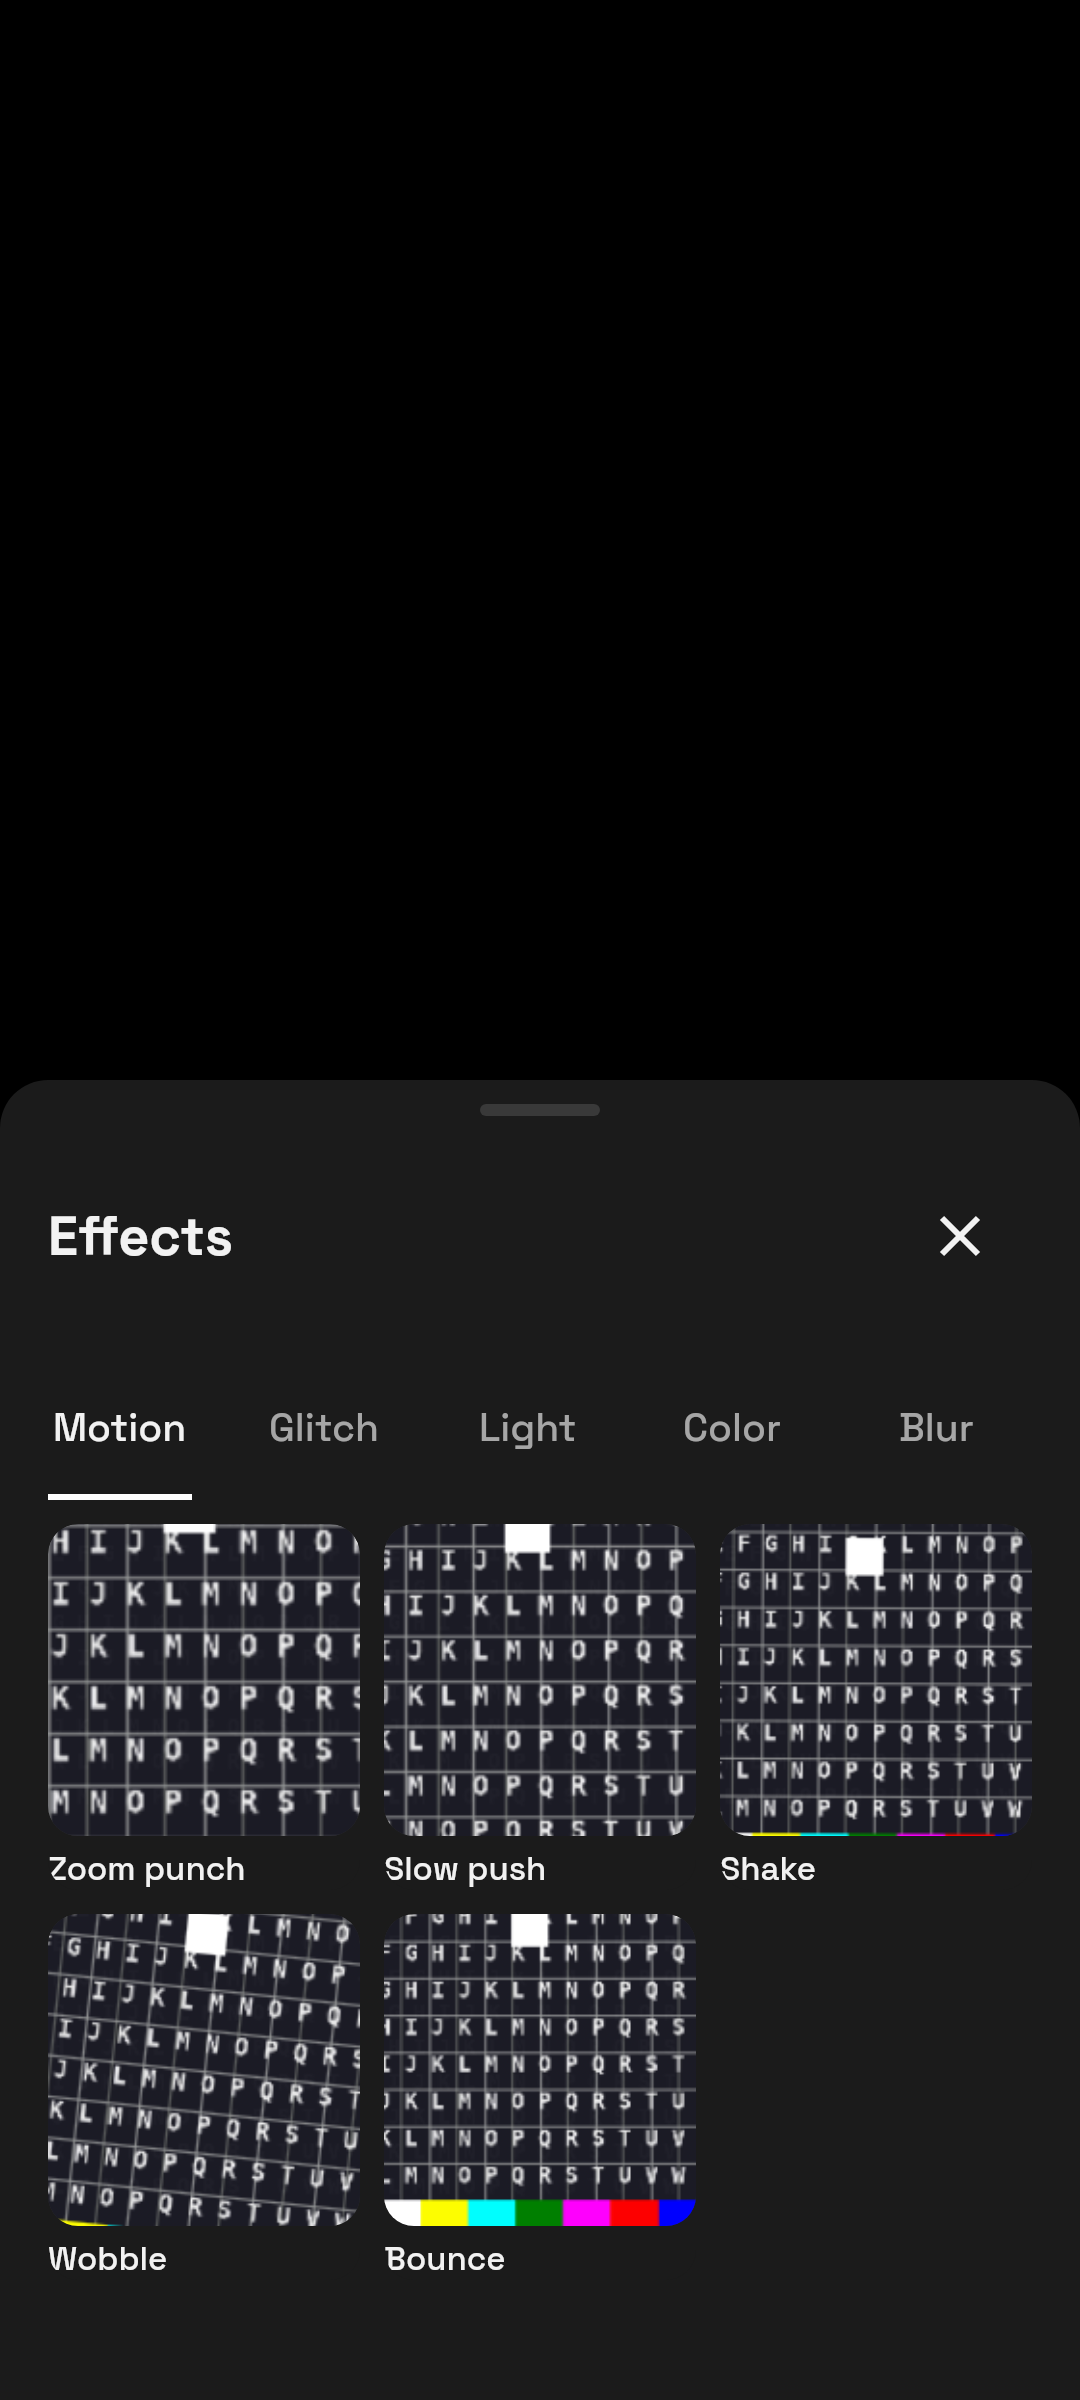 Effects
Motion Glitch Light Color Blur
H I J K L M N O
I J K L M N O P
J K L M N O P Q
K L M N O P Q R S
L M N O P Q R S
M N O P Q R S T
H I J K L M N O P
I J K L M N O P Q
J K L M N O P Q R
K L M N O P Q R S
L M N O P Q R S T
M N O P Q R S T U
N O P Q R S T U V
F G H I L M N O P
G H I J K L M N O P Q
H I J K L M N O P Q R
I J K L M N O P Q R S
J K L M N O P Q R S T
K L M N O P Q R S T U
L M N O P Q R S T U V
M N O P Q R S T U V W
Zoom punch Slow push Shake
H I L M N O
G H I J K L M N O P
H I J K L M N O P Q
I J K L M N O P Q R S
J K L M N O P Q R S T
K L M N O P Q R S T U
L M N O P Q R S T U V
N O P Q R S T U V W
F G H I L M N O P
F G H I J K L M N O P Q
G H I J K L M N O P Q R
H I J K L M N O P Q R S
I J K L M N O P Q R S T
J K L M N O P Q R S T U
K L M N O P Q R S T U V
L M N O P Q R S T U V W
Wobble Bounce